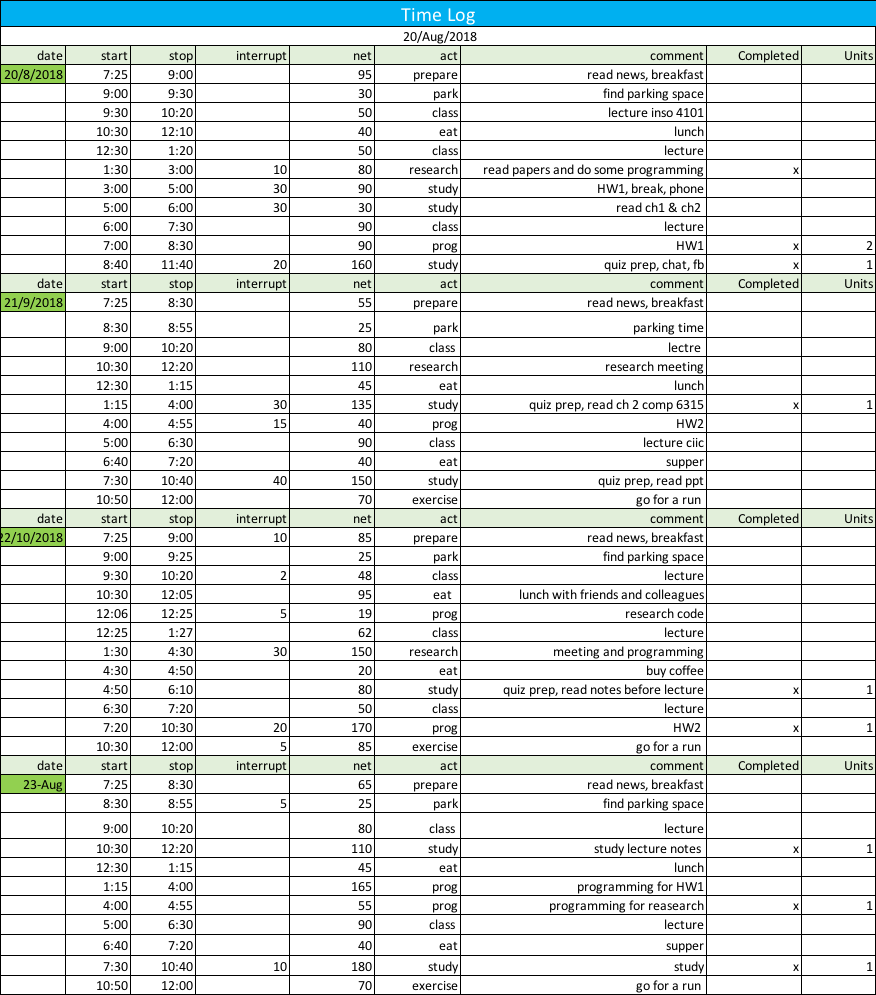 Time Log
20/Aug/2018
date start stop interrupt net act comment Completed Units
20/8/2018 7:25 9:00 95 prepare read news, breakfast
9:00 9:30 30 park find parking space
9:30 10:20 50 class lecture inso 4101
10:30 12:10 40 eat lunch
12:30 1:20 50 class lecture
1:30 3:00 10 80 research read papers and do some programming x
3:00 5:00 30 90 study HW1, break, phone
5:00 6:00 30 30 study read ch1 & ch2
6:00 7:30 90 class lecture
7:00 8:30 90 prog HW1 x 2
8:40 11:40 20 160 study quiz prep, chat, fb x 1
date start stop interrupt net act comment Completed Units
21/9/2018 7:25 8:30 55 prepare read news, breakfast
8:30 8:55 25 park parking time
9:00 10:20 80 class lectre
10:30 12:20 110 research research meeting
12:30 1:15 45 eat lunch
1:15 4:00 30 135 study quiz prep, read ch 2 comp 6315 x 1
4:00 4:55 15 40 prog HW2
5:00 6:30 90 class lecture ciic
6:40 7:20 40 eat supper
7:30 10:40 40 150 study quiz prep, read ppt
10:50 12:00 70 exercise go for a run
date start stop interrupt net act comment Completed Units
22/10/2018 7:25 9:00 10 85 prepare read news, breakfast
9:00 9:25 25 park find parking space
9:30 10:20 2 48 class lecture
10:30 12:05 95 eat lunch with friends and colleagues
12:06 12:25 5 19 prog research code
12:25 1:27 62 class lecture
1:30 4:30 30 150 research meeting and programming
4:30 4:50 20 eat buy coffee
4:50 6:10 80 study quiz prep, read notes before lecture x 1
6:30 7:20 50 class lecture
7:20 10:30 20 170 prog HW2 x 1
10:30 12:00 5 85 exercise go for a run
date start stop interrupt net act comment Completed Units
23-Aug 7:25 8:30 65 prepare read news, breakfast
8:30 8:55 5 25 park find parking space
9:00 10:20 80 class lecture
10:30 12:20 110 study study lecture notes x 1
12:30 1:15 45 eat lunch
1:15 4:00 165 prog programming for HW1
4:00 4:55 55 prog programming for reasearch x 1
5:00 6:30 90 class lecture
6:40 7:20 40 eat supper
7:30 10:40 10 180 study study x 1
10:50 12:00 70 exercise go for a run